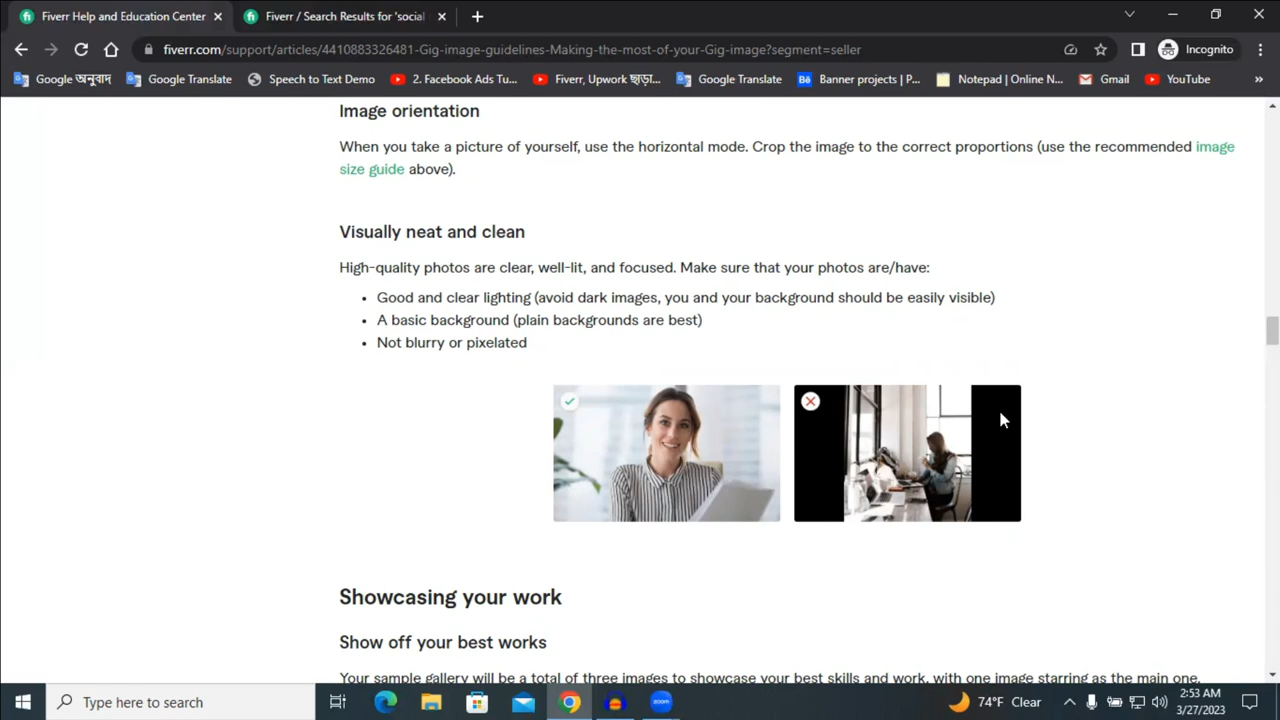 Fiverr Help and Education Center
Fiverr / Search Results for 'social
fiverr.com/support/articles/4410883326481-Gig-image-guidelines-Making-the-most-of-your-Gig-image?segment=seller
Incognito
Google অনুবাদ
Google Translate
Speech to Text Demo
2. Facebook Ads Tu...
Fiverr, Upwork ছাড়া...
Google Translate
Banner projects | P...
Notepad | Online N...
Gmail
YouTube
Image orientation
When you take a picture of yourself, use the horizontal mode. Crop the image to the correct proportions (use the recommended image
size guide above).
Visually neat and clean
High-quality photos are clear, well-lit, and focused. Make sure that your photos are/have:
• Good and clear lighting (avoid dark images, you and your background should be easily visible)
• A basic background (plain backgrounds are best)
• Not blurry or pixelated
Showcasing your work
Show off your best works
Your sample gallery will be a total of three images to showcase your best skills and work, with one image starring as the main one.
Type here to search
zoom
74°F Clear
2:53 AM
3/27/2023